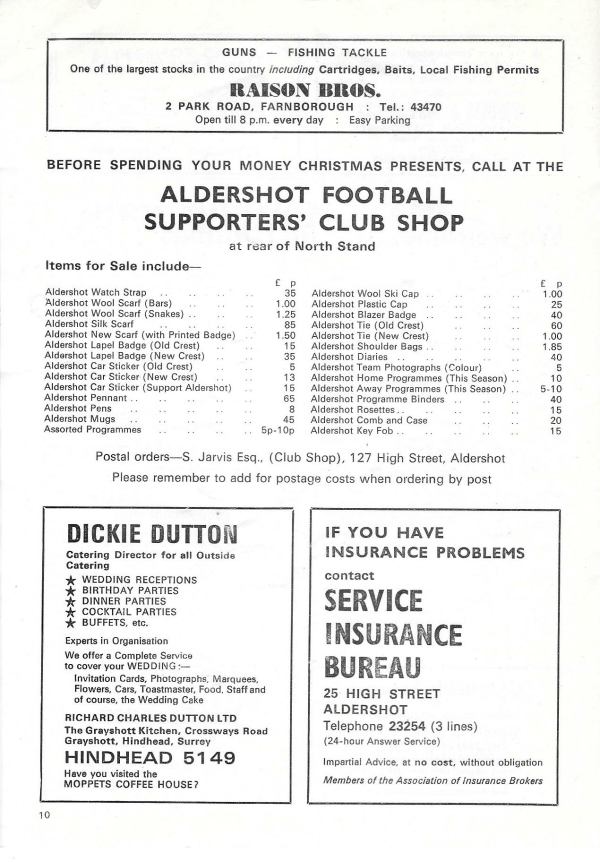 GUNS — FISHING TACKLE
One of the largest stocks in the country including Cartridges, Baits, Local Fishing Permits
RAISON BROS.
2 PARK ROAD, FARNBOROUGH : Tel.: 43470
Open till 8 p.m. every day : Easy Parking
BEFORE SPENDING YOUR MONEY CHRISTMAS PRESENTS, CALL AT THE
ALDERSHOT FOOTBALL
SUPPORTERS' CLUB SHOP
at rear of North Stand
Items for Sale include—
£ p
Aldershot Watch Strap .. .. .. 35
Aldershot Wool Scarf (Bars) .. .. 1.00
Aldershot Wool Scarf (Snakes) .. .. 1.25
Aldershot Silk Scarf .. .. .. 85
Aldershot New Scarf (with Printed Badge) .. 1.50
Aldershot Lapel Badge (Old Crest) .. 15
Aldershot Lapel Badge (New Crest) .. 35
Aldershot Car Sticker (Old Crest) .. 5
Aldershot Car Sticker (New Crest) .. 13
Aldershot Car Sticker (Support Aldershot) 15
Aldershot Pennant .. .. .. .. 65
Aldershot Pens .. .. .. .. 8
Aldershot Mugs .. .. .. .. 45
Assorted Programmes .. .. .. 5p-10p
£ p
Aldershot Wool Ski Cap .. .. .. 1.00
Aldershot Plastic Cap .. .. .. 25
Aldershot Blazer Badge .. .. .. 40
Aldershot Tie (Old Crest) .. .. .. 60
Aldershot Tie (New Crest) .. .. .. 1.00
Aldershot Shoulder Bags .. .. .. 1.85
Aldershot Diaries .. .. .. .. 40
Aldershot Team Photographs (Colour) .. 5
Aldershot Home Programmes (This Season) .. 10
Aldershot Away Programmes (This Season) 5-10
Aldershot Programme Binders .. .. 40
Aldershot Rosettes .. .. .. .. 15
Aldershot Comb and Case .. .. 20
Aldershot Key Fob .. .. .. .. 15
Postal orders—S. Jarvis Esq., (Club Shop), 127 High Street, Aldershot
Please remember to add for postage costs when ordering by post
DICKIE DUTTON
Catering Director for all Outside
Catering
★ WEDDING RECEPTIONS
★ BIRTHDAY PARTIES
★ DINNER PARTIES
★ COCKTAIL PARTIES
★ BUFFETS, etc.
Experts in Organisation
We offer a Complete Service
to cover your WEDDING:—
Invitation Cards, Photographs, Marquees,
Flowers, Cars, Toastmaster, Food, Staff and
of course, the Wedding Cake
RICHARD CHARLES DUTTON LTD
The Grayshott Kitchen, Crossways Road
Grayshott, Hindhead, Surrey
HINDHEAD 5149
Have you visited the
MOPPETS COFFEE HOUSE?
IF YOU HAVE
INSURANCE PROBLEMS
contact
SERVICE
INSURANCE
BUREAU
25 HIGH STREET
ALDERSHOT
Telephone 23254 (3 lines)
(24-hour Answer Service)
Impartial Advice, at no cost, without obligation
Members of the Association of Insurance Brokers
10